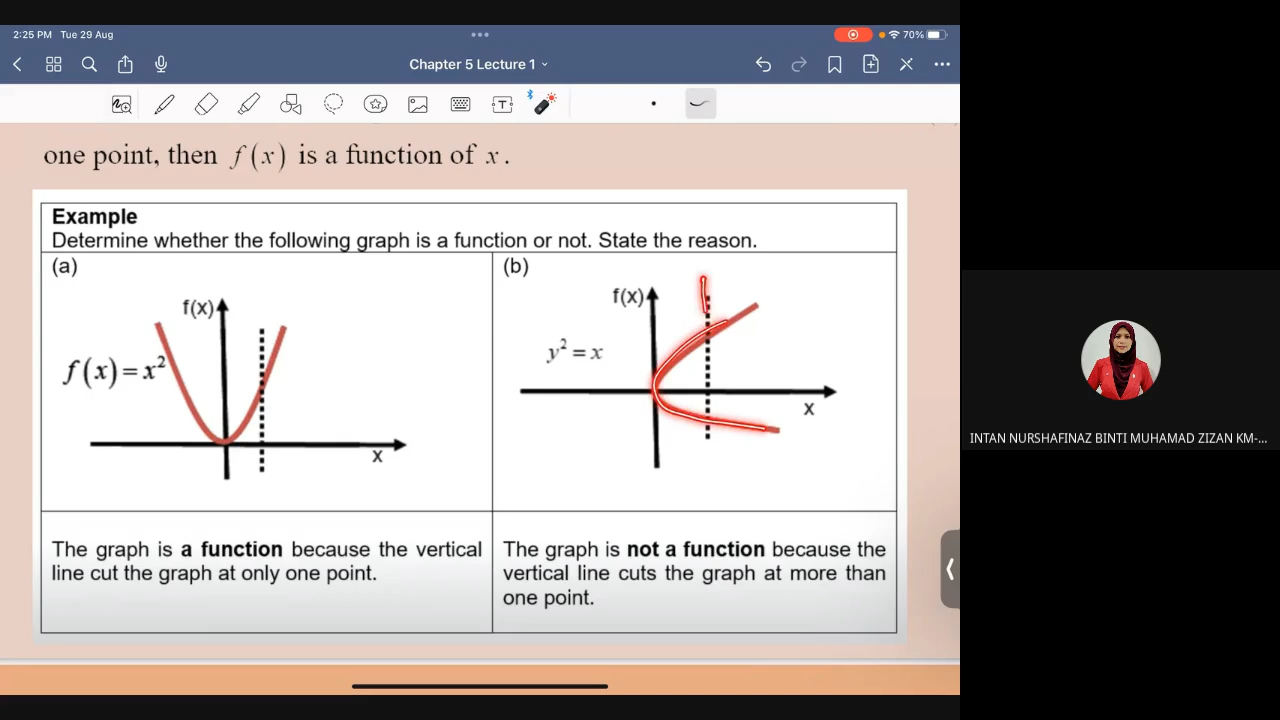 2:25 PM Tue 29 Aug
70%
Chapter 5 Lecture 1
one point, then f(x) is a function of x.
Example
Determine whether the following graph is a function or not. State the reason.
(a)
f(x)
f(x) = x²
x
The graph is a function because the vertical
line cut the graph at only one point.
(b)
f(x)
y² = x
x
The graph is not a function because the
vertical line cuts the graph at more than
one point.
INTAN NURSHAFINAZ BINTI MUHAMAD ZIZAN KM-...